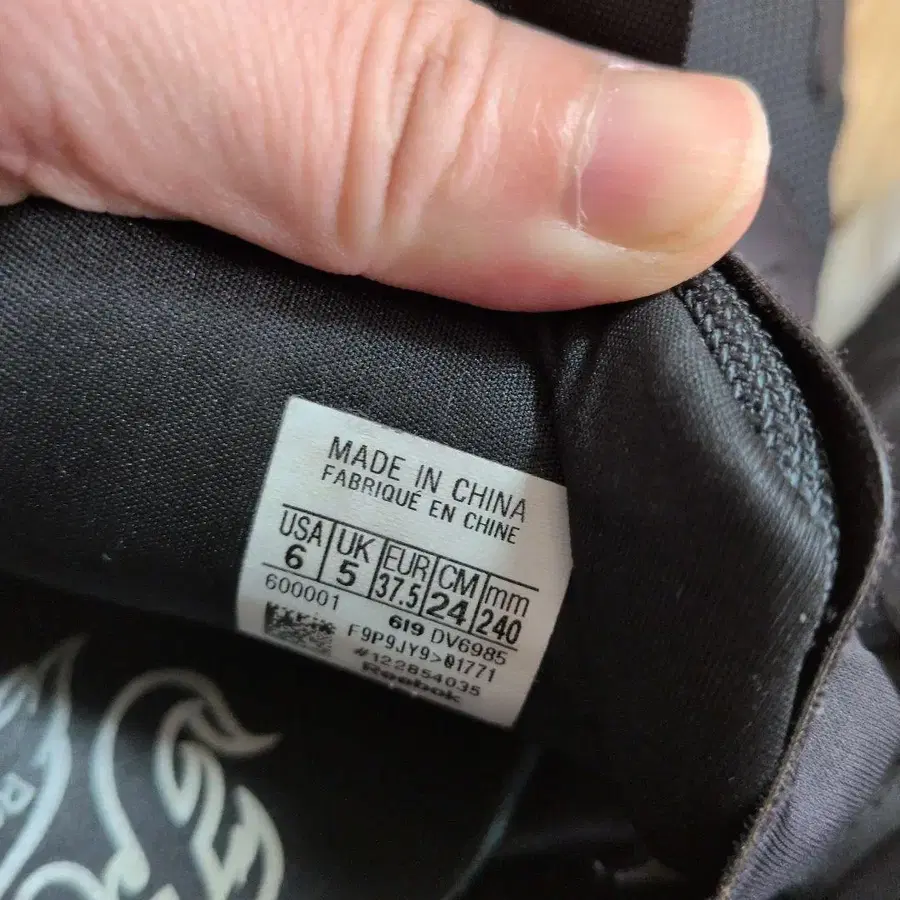 MADE IN CHINA
FABRIQUÉ EN CHINE
USA UK EUR CM mm
6 5 37.5 24 240
600001
619 DV6985
F9P9JY9>01771
#122854035
Reebok